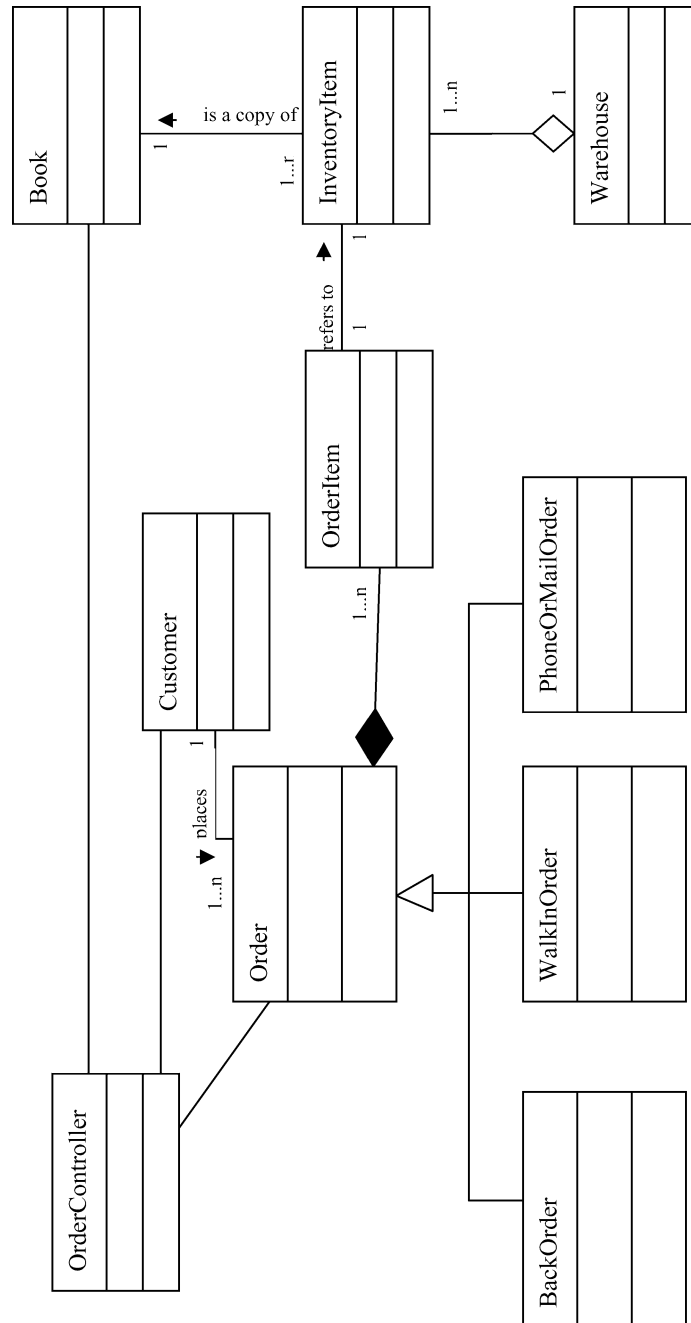 OrderController
Book
Customer
1
places
1...n
Order
is a copy of
1
1...r
InventoryItem
1
refers to
1
OrderItem
1...n
1...n
1
Warehouse
BackOrder
WalkInOrder
PhoneOrMailOrder